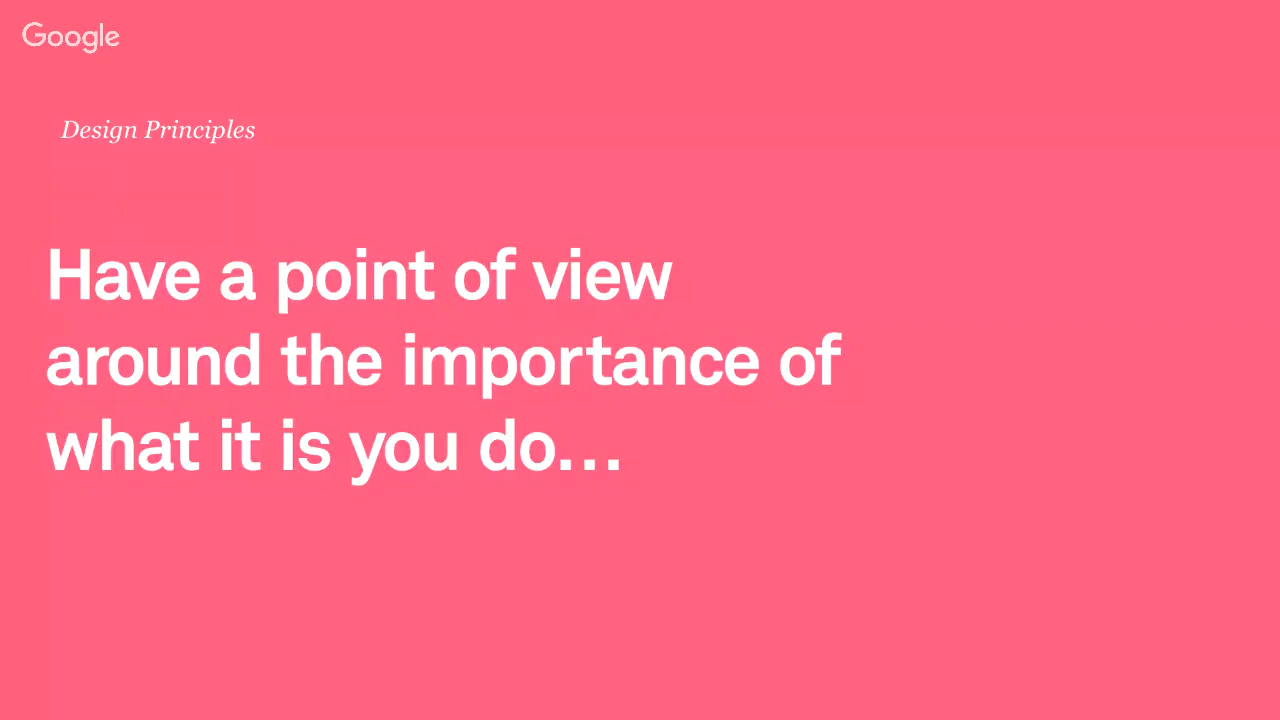 Google
Design Principles
Have a point of view
around the importance of
what it is you do...